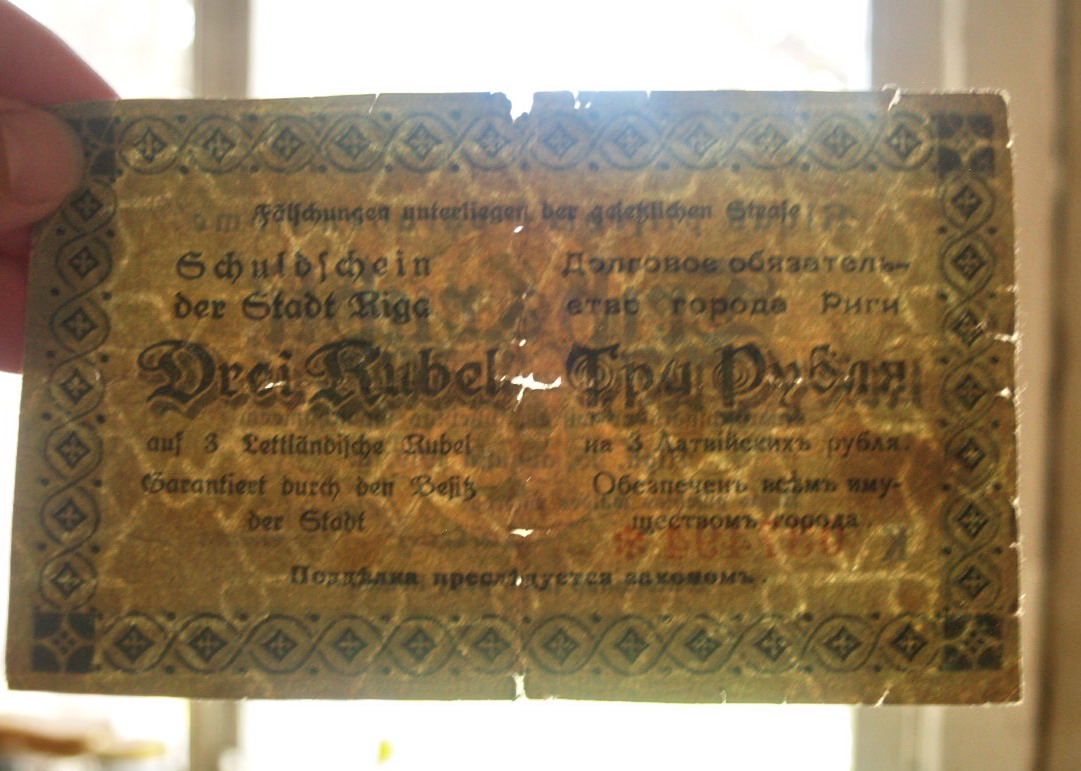 Fälschungen unterliegen der gesetzlichen Strafe
Schuldschein
der Stadt Riga
Drei Rubel
auf 3 Lettländische Rubel
Garantiert durch den Besitz
der Stadt
Долговое обязатель-
ство города Риги
Три Рубля
на 3 Латвійскихъ рубля.
Обезпеченъ всѣмъ иму-
ществомъ города
Поддѣлка преслѣдуется закономъ.